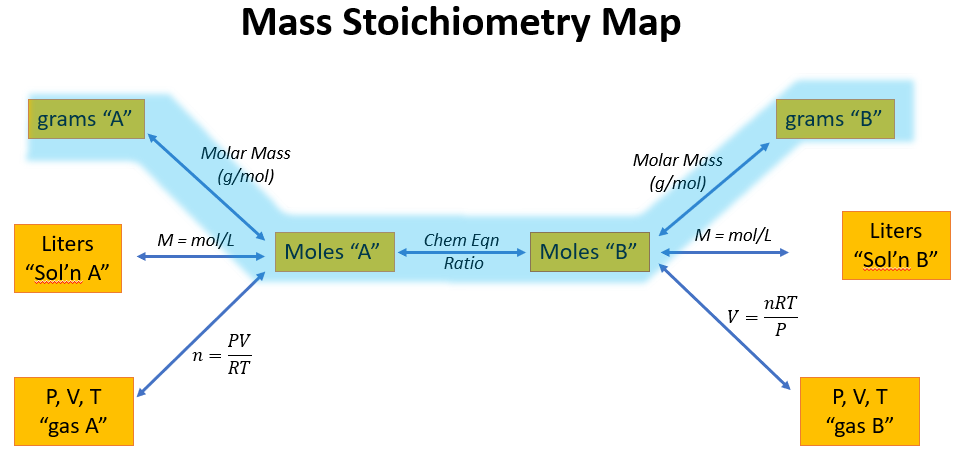 Mass Stoichiometry Map
grams “A”
grams “B”
Molar Mass
(g/mol)
Molar Mass
(g/mol)
Liters
“Sol’n A”
M = mol/L
Moles “A”
Chem Eqn
Ratio
Moles “B”
M = mol/L
Liters
“Sol’n B”
n = PV/RT
V = nRT/P
P, V, T
“gas A”
P, V, T
“gas B”